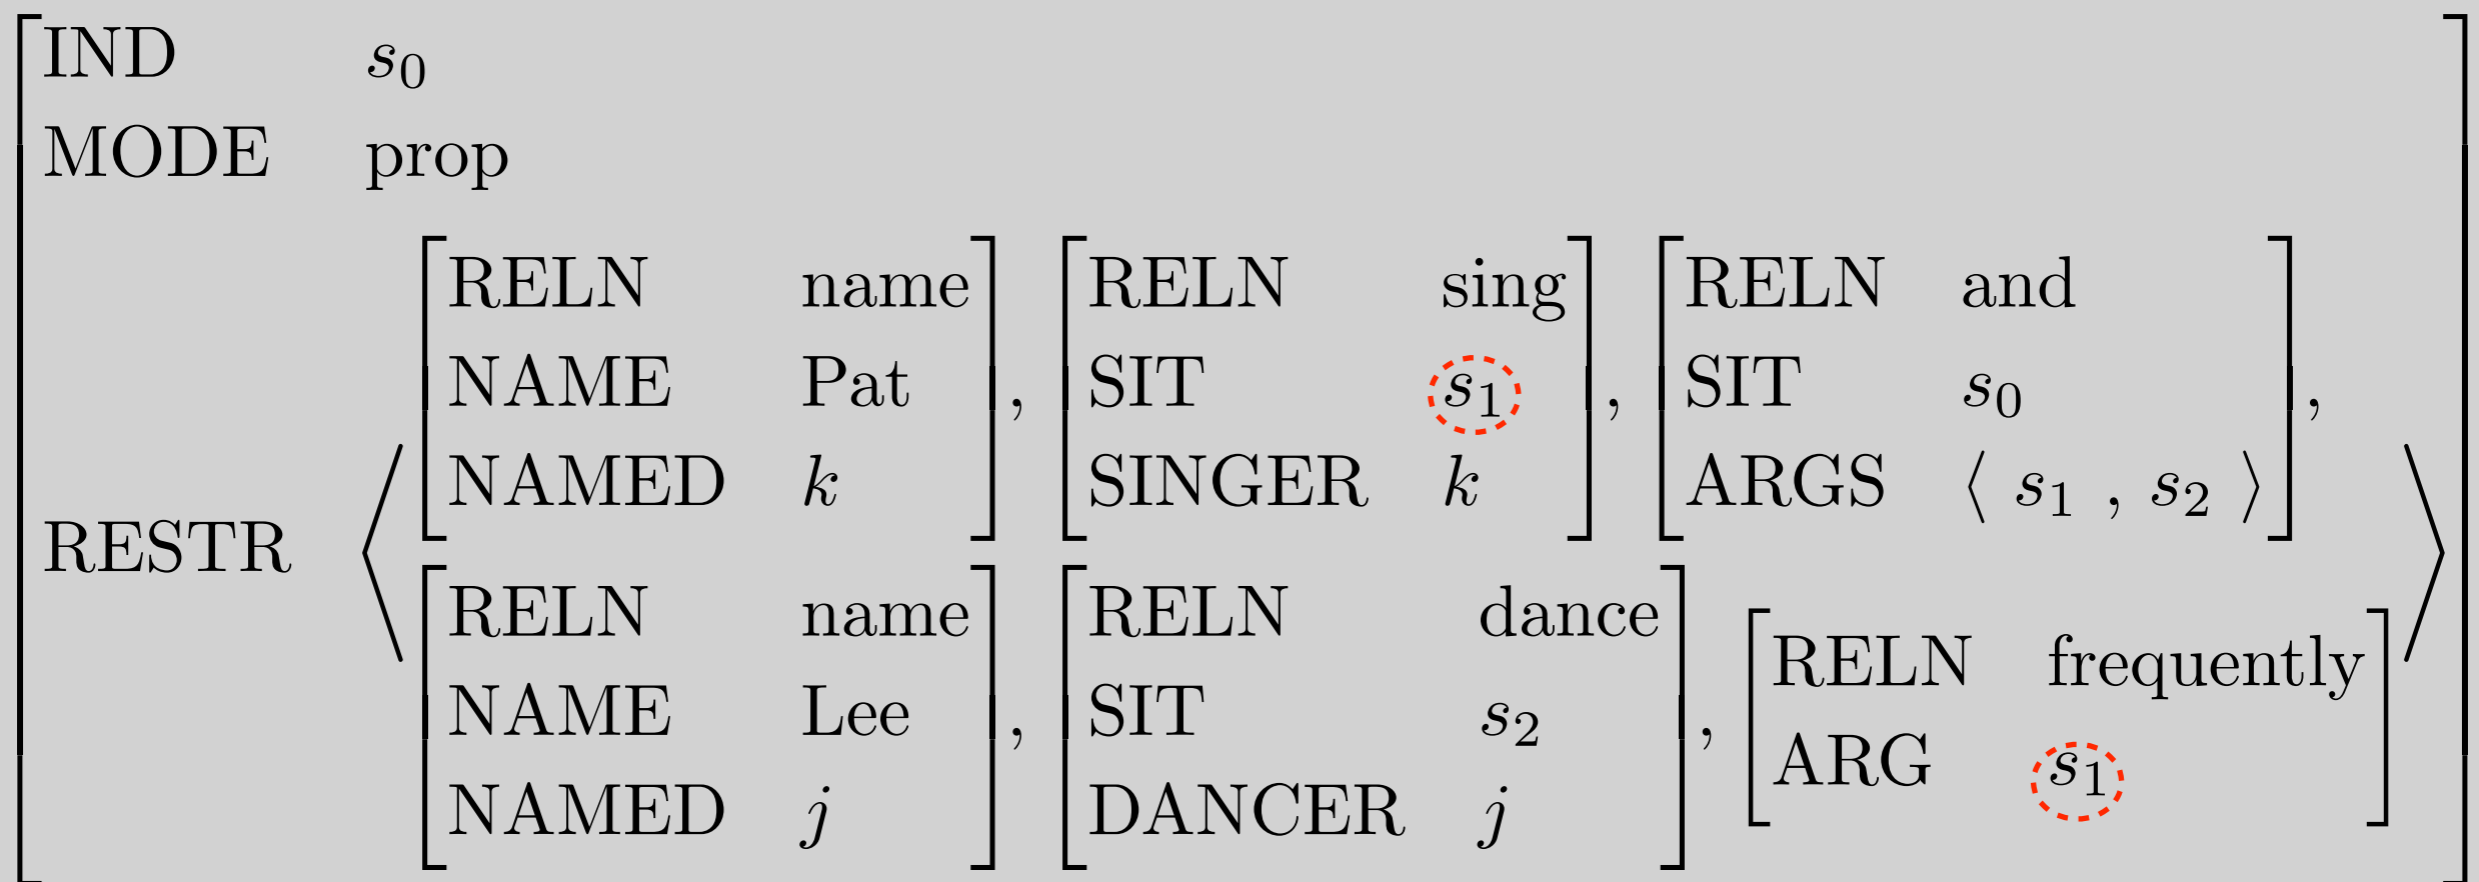 IND s₀
MODE prop
RESTR ⟨ [RELN name], [RELN sing], [RELN and],
[NAME Pat], [SIT s₁], [SIT s₀],
[NAMED k], [SINGER k], [ARGS ⟨ s₁ , s₂ ⟩],
[RELN name], [RELN dance], [RELN frequently]
[NAME Lee], [SIT s₂], [ARG s₁]
[NAMED j], [DANCER j] ⟩